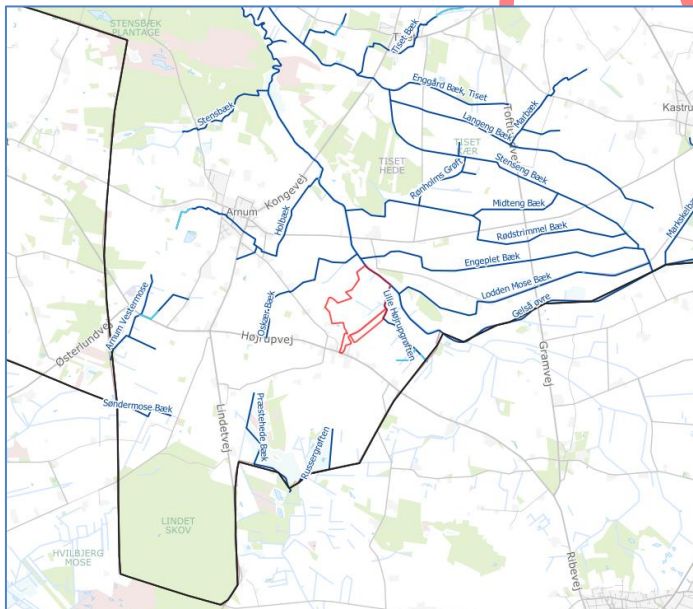 STENSBÆK
PLANTAGE
Tiset Bæk
Enggård Bæk, Tiset
Stensbæk
Langeng Bæk
Mørbæk
Kastru
TISET
KÆR
TISET
HEDE
Stenseng Bæk
Rønholms Grøft
Kongevej
Arnum
Midteng Bæk
Holbæk
Rødstrimmel Bæk
Engeplet Bæk
Lodden Mose Bæk
Gelså øvre
Arnum Vestermose
Oskær Bæk
Lille Højrupgrøften
Østerlundvej
Højrupvej
Gramvej
Søndermose Bæk
Lindetvej
Præstehede Bæk
Russergrøften
LINDET
SKOV
HVILBJERG
MOSE
Ribevej